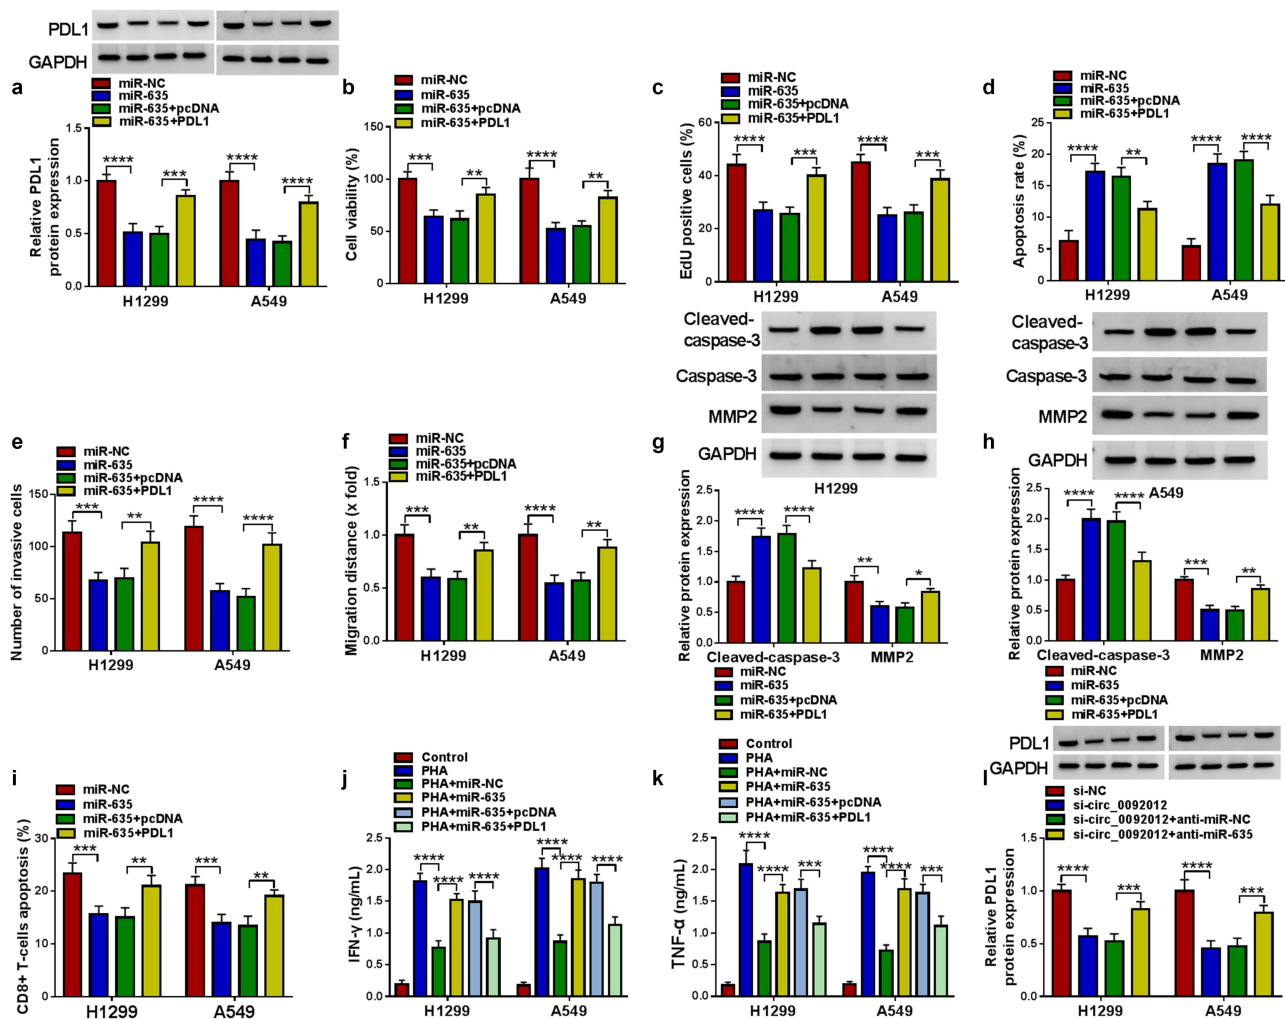 PDL1
GAPDH
a
miR-NC
miR-635
miR-635+pcDNA
miR-635+PDL1
Relative PDL1
protein expression
1.5
1.0
0.5
0.0
****
***
****
****
H1299
A549
b
miR-NC
miR-635
miR-635+pcDNA
miR-635+PDL1
Cell viability (%)
150
100
50
0
***
**
****
**
H1299
A549
c
miR-NC
miR-635
miR-635+pcDNA
miR-635+PDL1
EdU positive cells (%)
60
40
20
0
****
***
****
***
H1299
A549
d
miR-NC
miR-635
miR-635+pcDNA
miR-635+PDL1
Apoptosis rate (%)
25
20
15
10
5
0
****
**
****
****
H1299
A549
e
miR-NC
miR-635
miR-635+pcDNA
miR-635+PDL1
Number of invasive cells
150
100
50
0
***
**
****
****
H1299
A549
f
miR-NC
miR-635
miR-635+pcDNA
miR-635+PDL1
Migration distance (x fold)
1.5
1.0
0.5
0.0
***
**
****
**
H1299
A549
Cleaved-
caspase-3
Caspase-3
MMP2
g
GAPDH
H1299
Relative protein expression
2.5
2.0
1.5
1.0
0.5
0.0
****
****
**
*
Cleaved-caspase-3
MMP2
miR-NC
miR-635
miR-635+pcDNA
miR-635+PDL1
Cleaved-
caspase-3
Caspase-3
MMP2
h
GAPDH
A549
Relative protein expression
2.5
2.0
1.5
1.0
0.5
0.0
****
****
***
**
Cleaved-caspase-3
MMP2
miR-NC
miR-635
miR-635+pcDNA
miR-635+PDL1
i
miR-NC
miR-635
miR-635+pcDNA
miR-635+PDL1
CD8+ T-cells apoptosis (%)
30
20
10
0
***
**
***
**
H1299
A549
j
Control
PHA
PHA+miR-NC
PHA+miR-635
PHA+miR-635+pcDNA
PHA+miR-635+PDL1
IFN-γ (ng/mL)
2.5
2.0
1.5
1.0
0.5
0.0
****
****
****
****
****
****
H1299
A549
k
Control
PHA
PHA+miR-NC
PHA+miR-635
PHA+miR-635+pcDNA
PHA+miR-635+PDL1
TNF-α (ng/mL)
2.5
2.0
1.5
1.0
0.5
0.0
****
****
***
****
****
***
H1299
A549
PDL1
GAPDH
l
si-NC
si-circ_0092012
si-circ_0092012+anti-miR-NC
si-circ_0092012+anti-miR-635
Relative PDL1
protein expression
1.5
1.0
0.5
0.0
****
***
****
***
H1299
A549